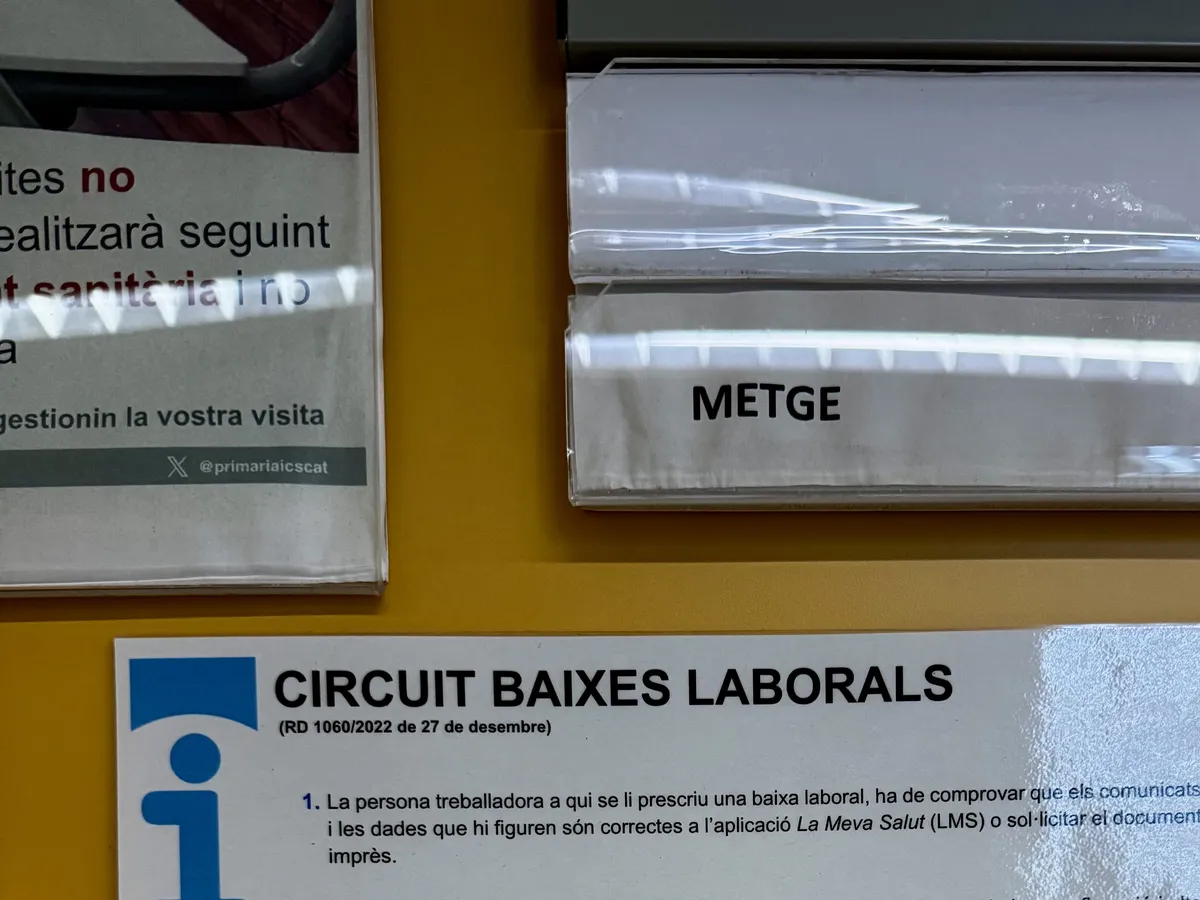 ites no
ealitzarà seguint
t sanitària i no
a
gestionin la vostra visita
@primariaicscat
METGE
CIRCUIT BAIXES LABORALS
(RD 1060/2022 de 27 de desembre)
1. La persona treballadora a qui se li prescriu una baixa laboral, ha de comprovar que els comunicats
i les dades que hi figuren són correctes a l'aplicació La Meva Salut (LMS) o sol·licitar el document
imprès.